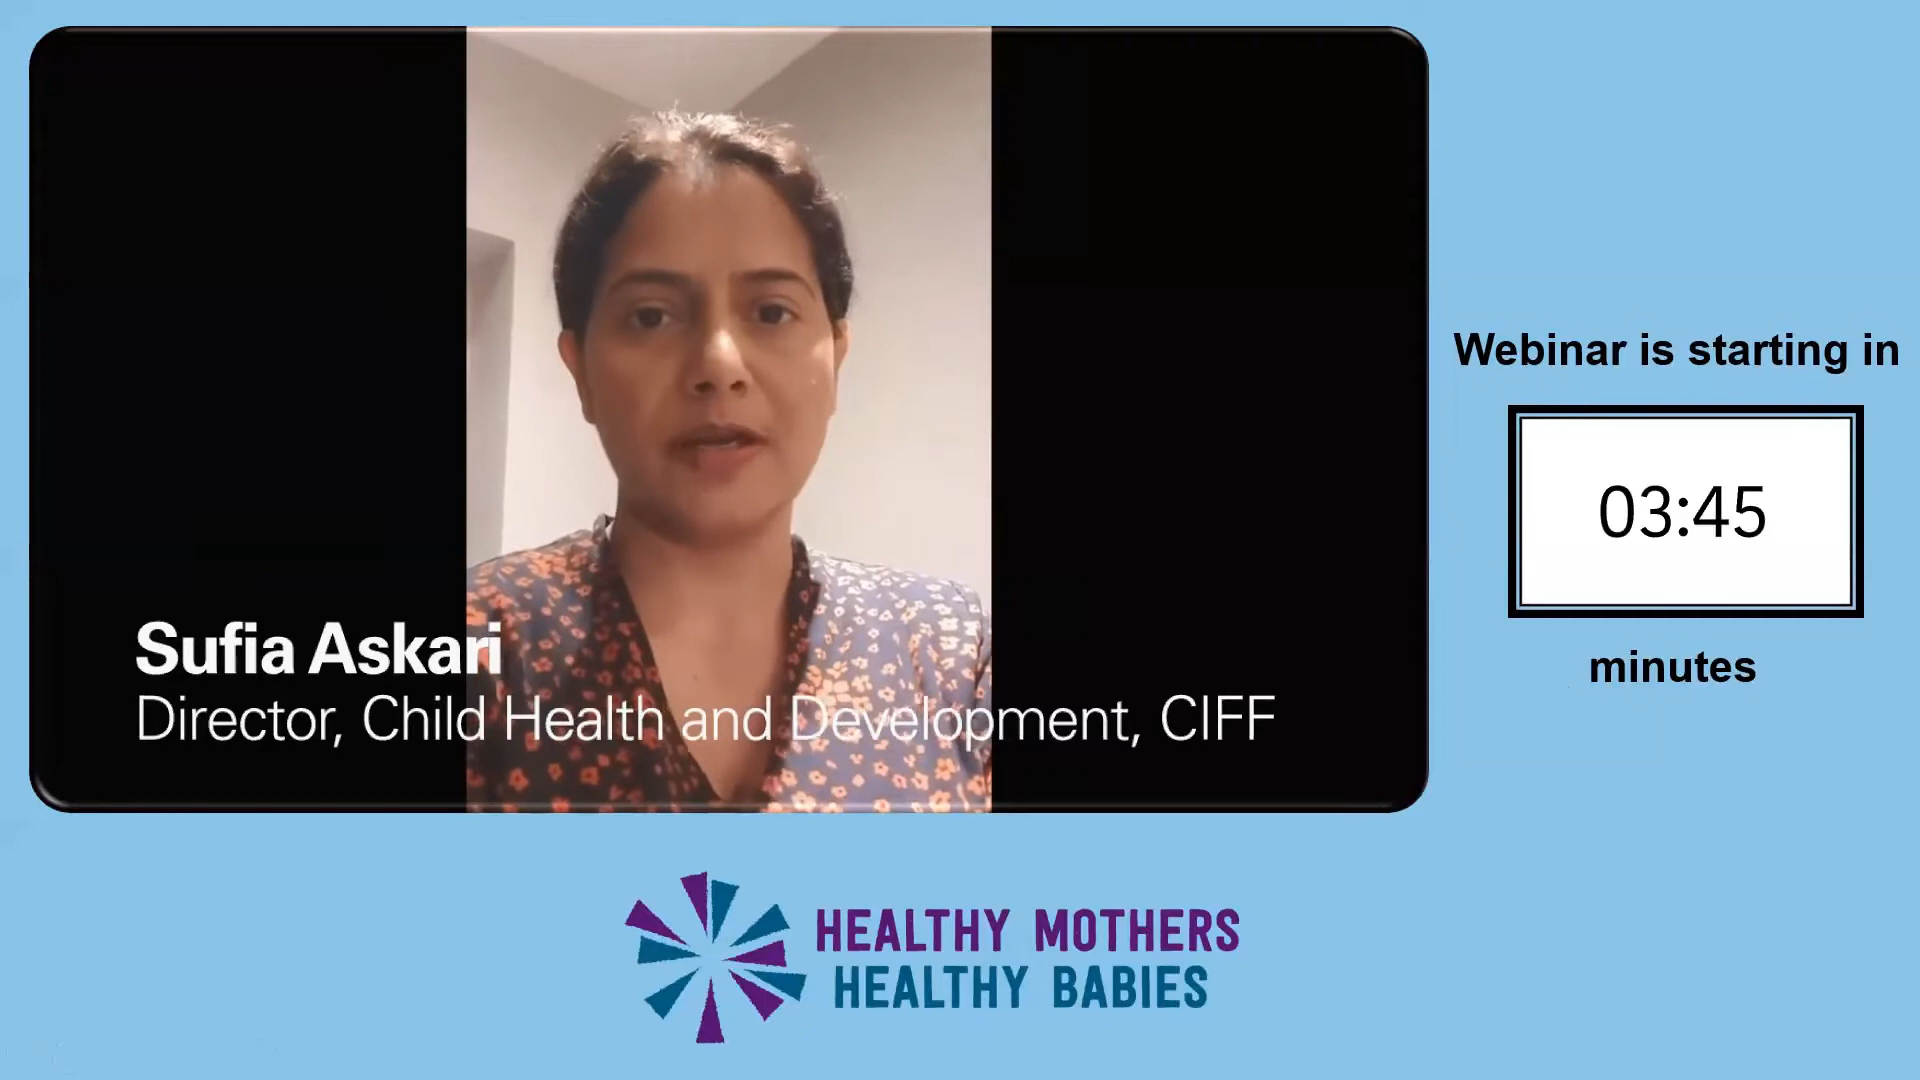 Sufia Askari
Director, Child Health and Development, CIFF
Webinar is starting in
03:45
minutes
HEALTHY MOTHERS
HEALTHY BABIES